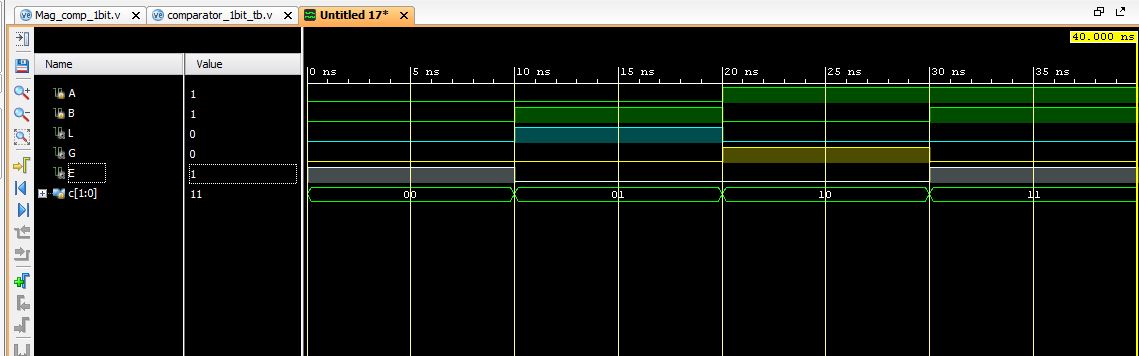 Mag_comp_1bit.v comparator_1bit_tb.v Untitled 17*
40.000 ns
Name Value
0 ns 5 ns 10 ns 15 ns 20 ns 25 ns 30 ns 35 ns
A 1
B 1
L 0
G 0
E 1
c[1:0] 11 00 01 10 11